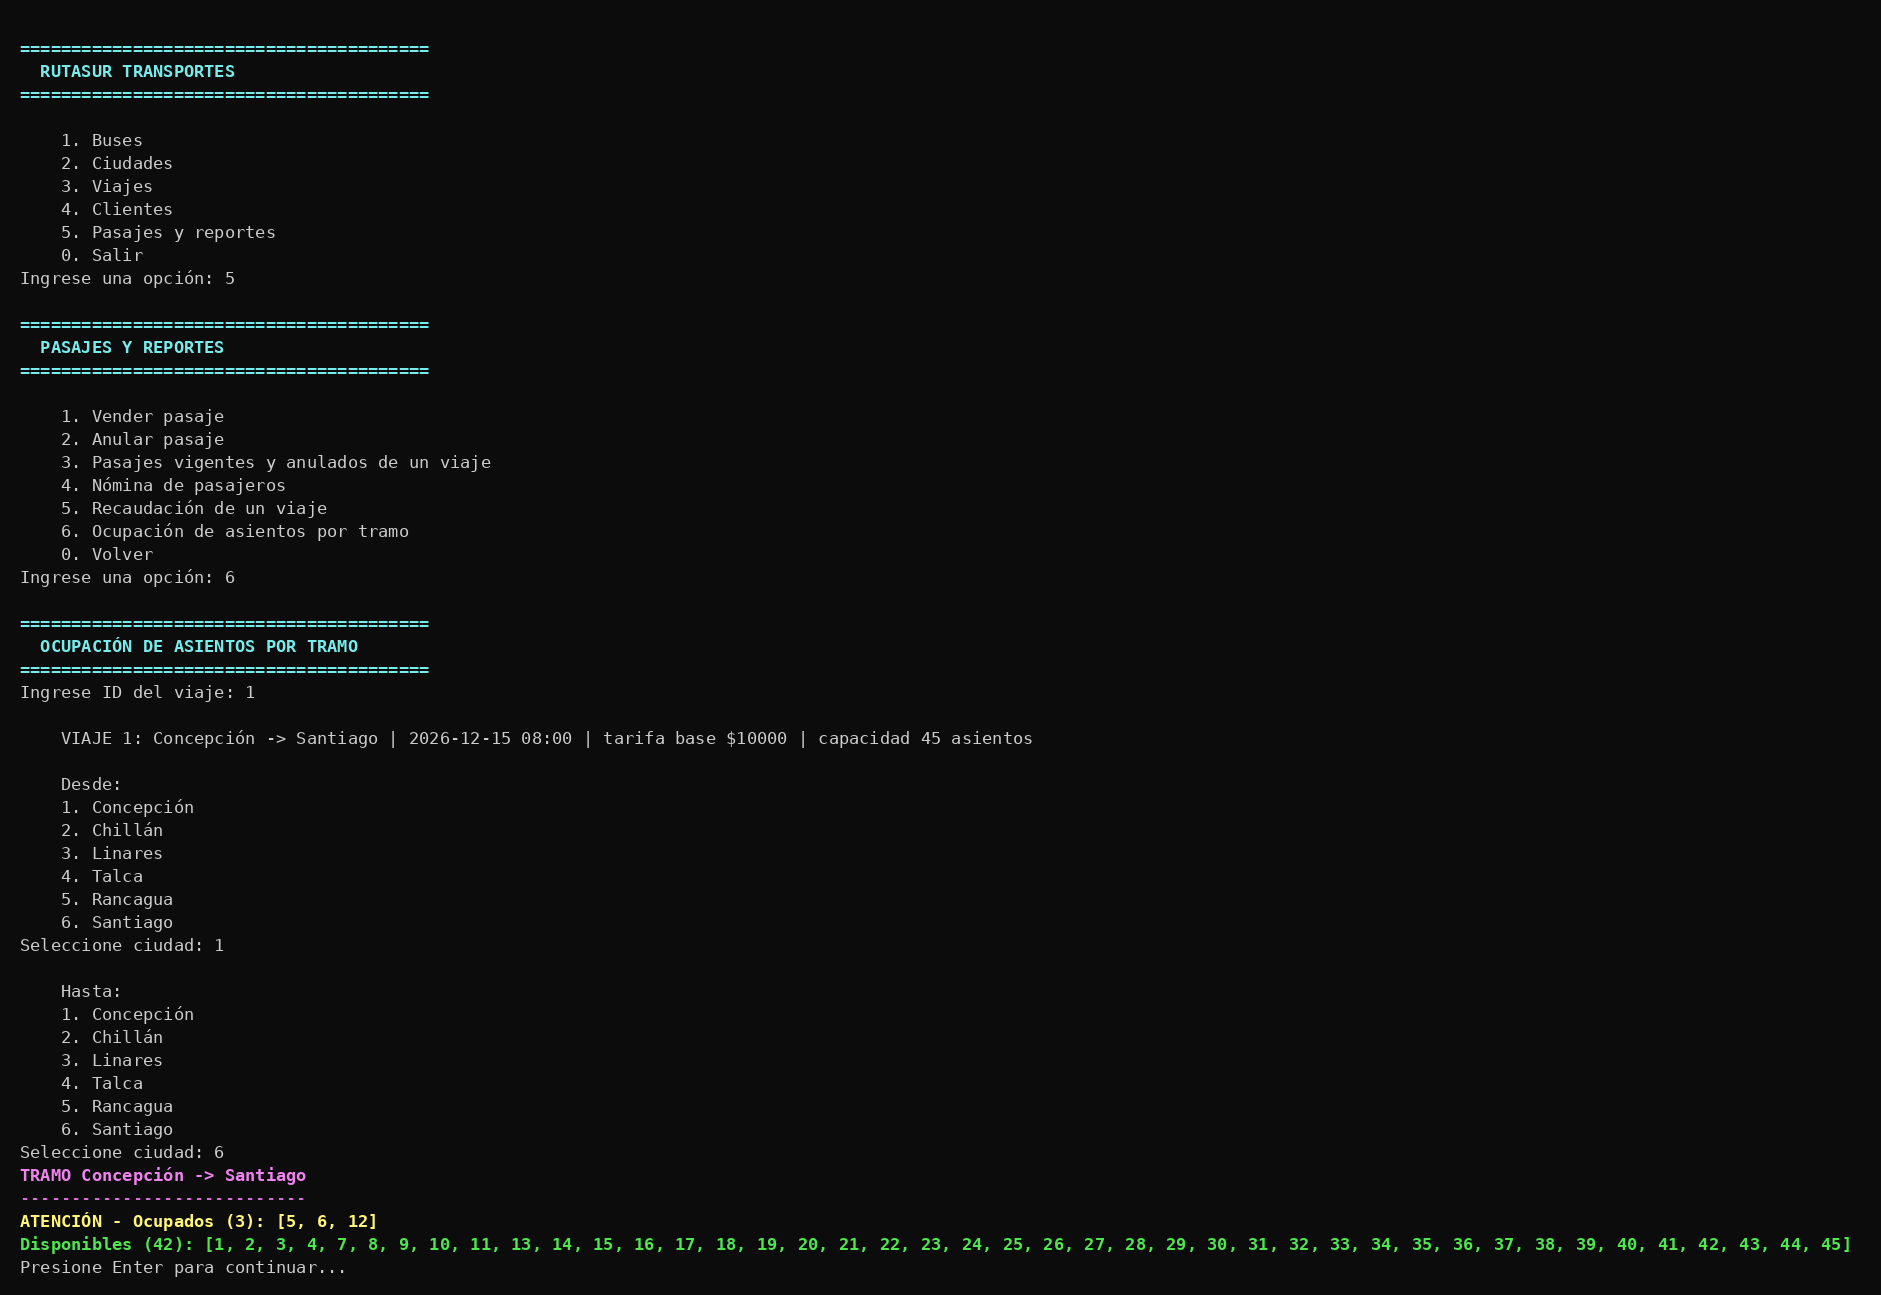 ========================================
  RUTASUR TRANSPORTES
========================================

    1. Buses
    2. Ciudades
    3. Viajes
    4. Clientes
    5. Pasajes y reportes
    0. Salir
Ingrese una opción: 5

========================================
  PASAJES Y REPORTES
========================================

    1. Vender pasaje
    2. Anular pasaje
    3. Pasajes vigentes y anulados de un viaje
    4. Nómina de pasajeros
    5. Recaudación de un viaje
    6. Ocupación de asientos por tramo
    0. Volver
Ingrese una opción: 6

========================================
  OCUPACIÓN DE ASIENTOS POR TRAMO
========================================
Ingrese ID del viaje: 1

    VIAJE 1: Concepción -> Santiago | 2026-12-15 08:00 | tarifa base $10000 | capacidad 45 asientos

    Desde:
    1. Concepción
    2. Chillán
    3. Linares
    4. Talca
    5. Rancagua
    6. Santiago
Seleccione ciudad: 1

    Hasta:
    1. Concepción
    2. Chillán
    3. Linares
    4. Talca
    5. Rancagua
    6. Santiago
Seleccione ciudad: 6
TRAMO Concepción -> Santiago
----------------------------
ATENCIÓN - Ocupados (3): [5, 6, 12]
Disponibles (42): [1, 2, 3, 4, 7, 8, 9, 10, 11, 13, 14, 15, 16, 17, 18, 19, 20, 21, 22, 23, 24, 25, 26, 27, 28, 29, 30, 31, 32, 33, 34, 35, 36, 37, 38, 39, 40, 41, 42, 43, 44, 45]
Presione Enter para continuar...